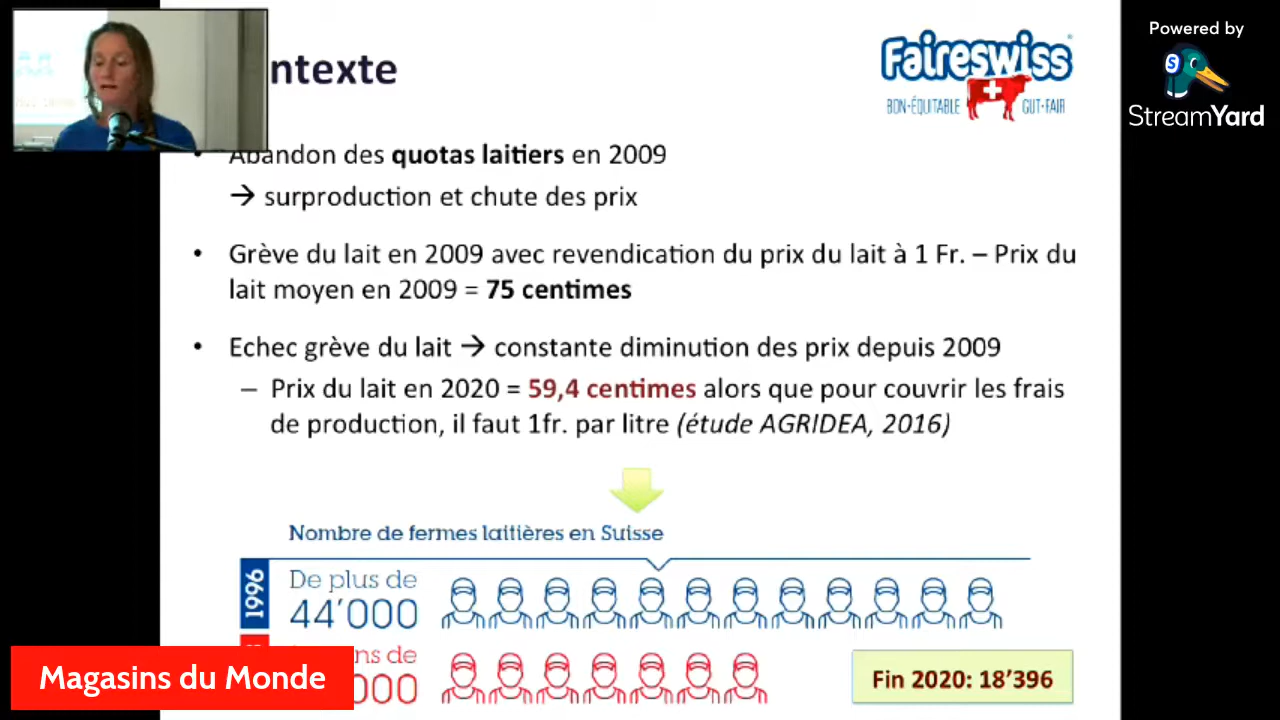 Powered by
StreamYard
ntexte
Faireswiss
BON·ÉQUITABLE GUT·FAIR
• Abandon des quotas laitiers en 2009
→ surproduction et chute des prix
• Grève du lait en 2009 avec revendication du prix du lait à 1 Fr. – Prix du
lait moyen en 2009 = 75 centimes
• Echec grève du lait → constante diminution des prix depuis 2009
– Prix du lait en 2020 = 59,4 centimes alors que pour couvrir les frais
de production, il faut 1fr. par litre (étude AGRIDEA, 2016)
Nombre de fermes laitières en Suisse
1996
De plus de
44’000
ns de
000
Fin 2020: 18’396
Magasins du Monde